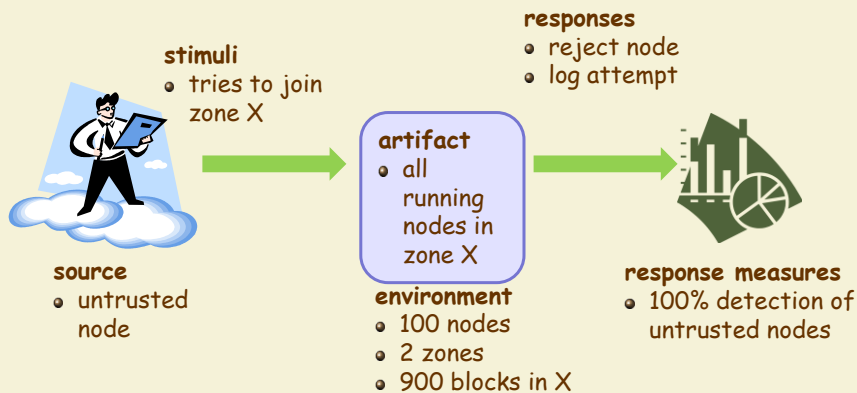 stimuli
tries to join
zone X
responses
reject node
log attempt
artifact
all
running
nodes in
zone X
source
untrusted
node
environment
100 nodes
2 zones
900 blocks in X
response measures
100% detection of
untrusted nodes